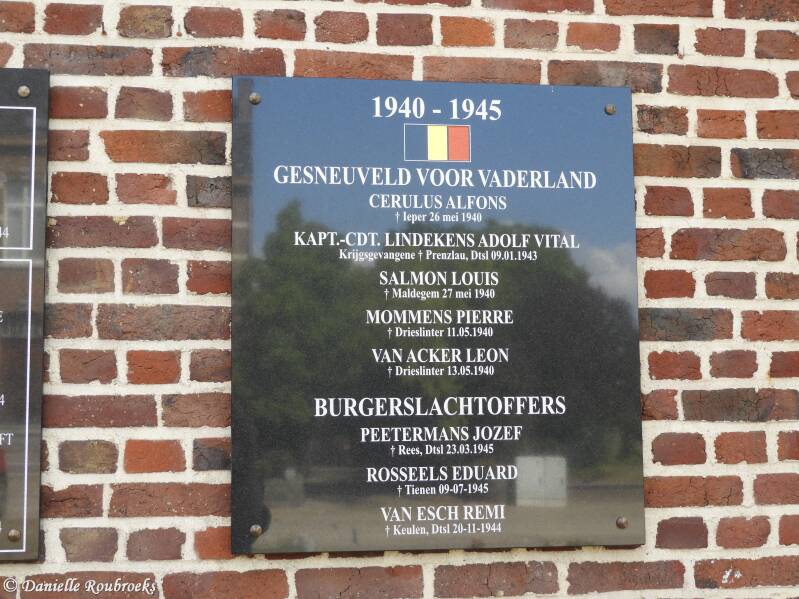 1940 - 1945
GESNEUVELD VOOR VADERLAND
CERULUS ALFONS
† Ieper 26 mei 1940
KAPT.-CDT. LINDEKENS ADOLF VITAL
Krijgsgevangene † Prenzlau, Dtsl 09.01.1943
SALMON LOUIS
† Maldegem 27 mei 1940
MOMMENS PIERRE
† Drieslinter 11.05.1940
VAN ACKER LEON
† Drieslinter 13.05.1940
BURGERSLACHTOFFERS
PEETERMANS JOZEF
† Rees, Dtsl 23.03.1945
ROSSEELS EDUARD
† Tienen 09-07-1945
VAN ESCH REMI
† Keulen, Dtsl 20-11-1944
© Danielle Roubroeks